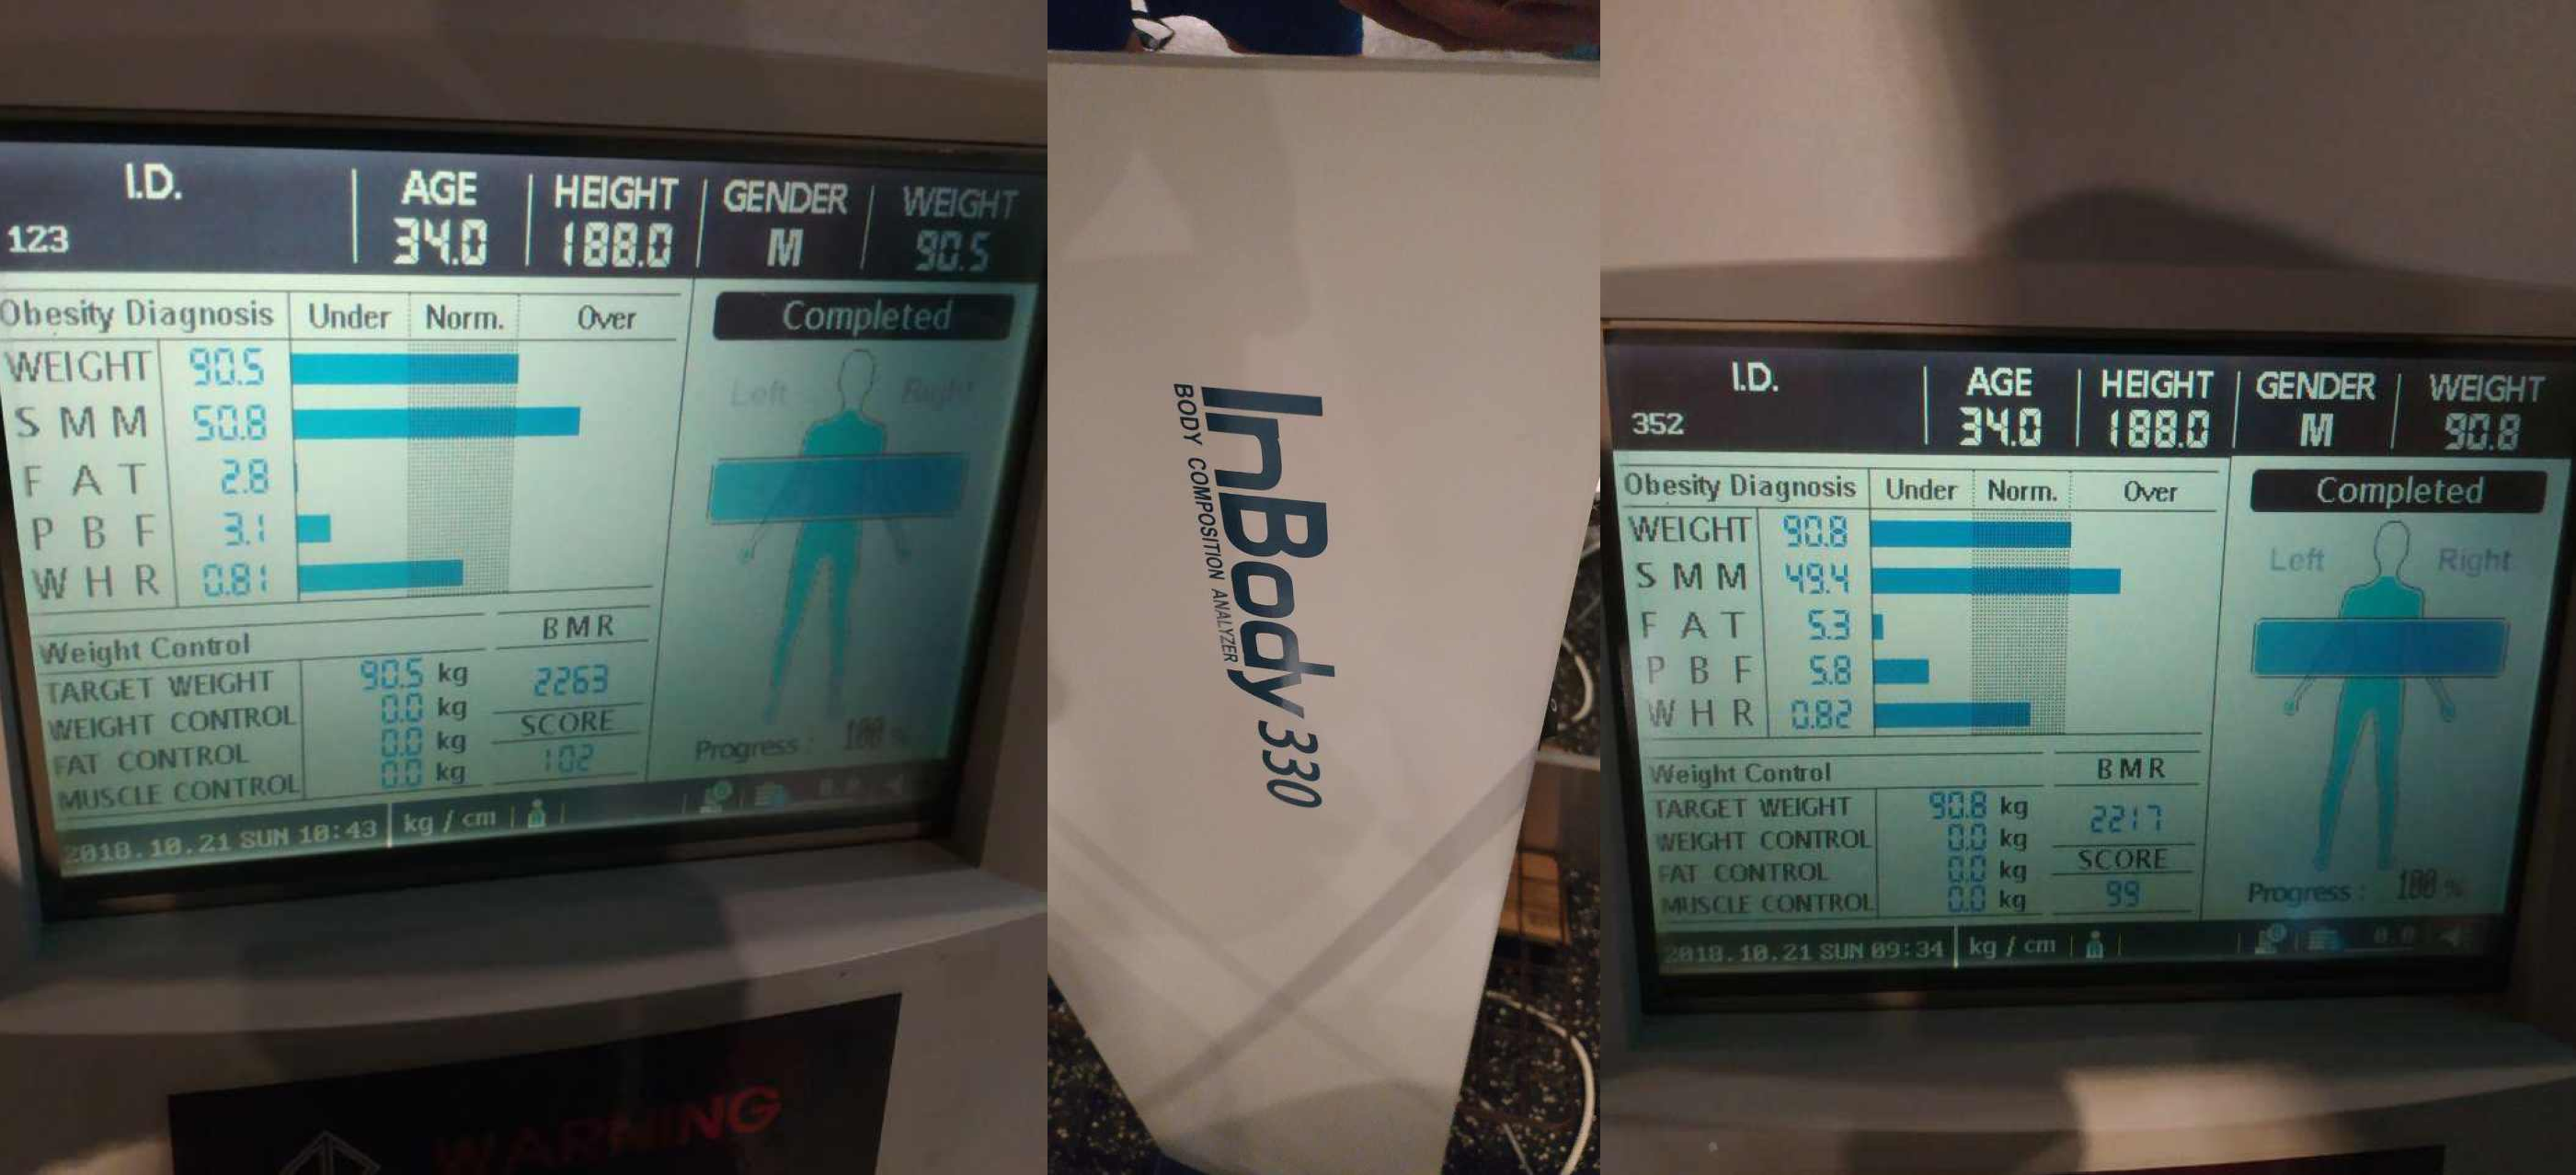 I.D. AGE HEIGHT GENDER WEIGHT
123 34.0 188.0 M 90.5
Obesity Diagnosis Under Norm. Over
Completed
WEIGHT 90.5
Left Right
SMM 50.8
FAT 2.8
PBF 3.1
WHR 0.81
Weight Control
BMR
TARGET WEIGHT 90.5 kg
2263
WEIGHT CONTROL 0.0 kg
SCORE
FAT CONTROL 0.0 kg
102
MUSCLE CONTROL 0.0 kg
Progress : 100 %
2018.10.21 SUN 10:43 kg / cm 0.0
WARNING
InBody 330
BODY COMPOSITION ANALYZER
I.D. AGE HEIGHT GENDER WEIGHT
352 34.0 188.0 M 90.8
Obesity Diagnosis Under Norm. Over
Completed
WEIGHT 90.8
Left Right
SMM 49.4
FAT 5.3
PBF 5.8
WHR 0.82
Weight Control
BMR
TARGET WEIGHT 90.8 kg
2217
WEIGHT CONTROL 0.0 kg
SCORE
FAT CONTROL 0.0 kg
99
MUSCLE CONTROL 0.0 kg
Progress : 100 %
2018.10.21 SUN 09:34 kg / cm 0.0